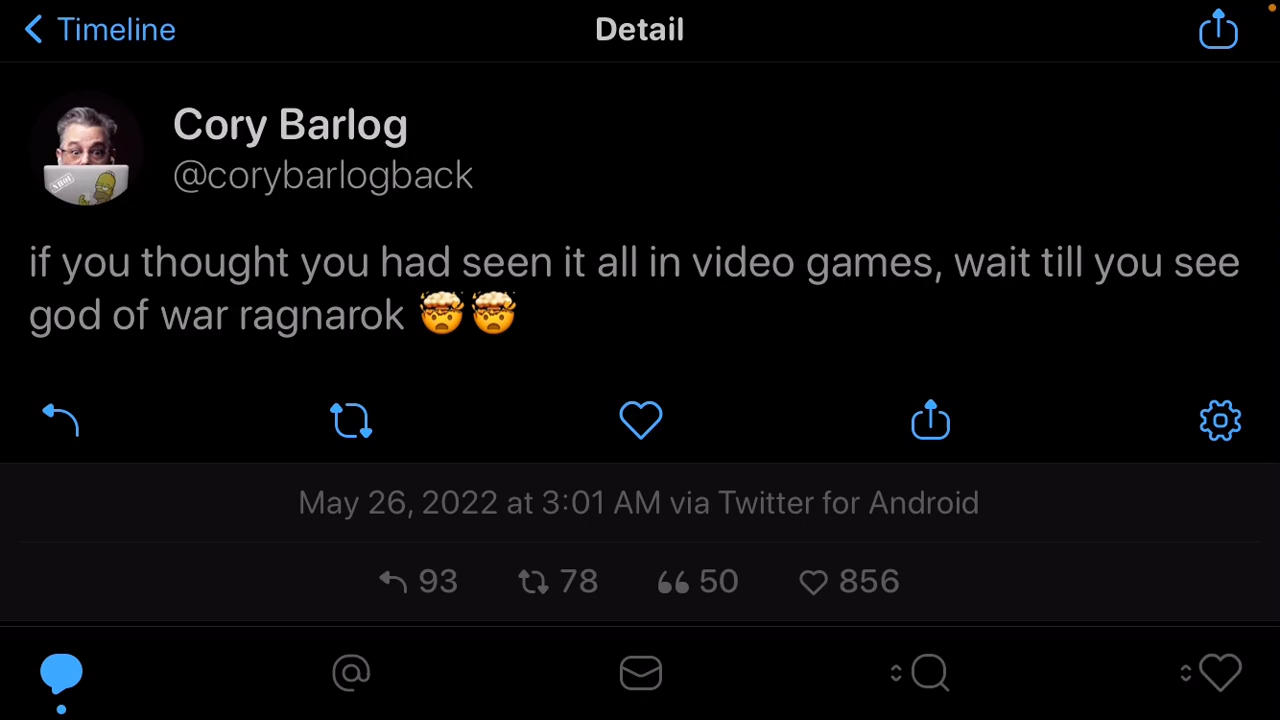 Timeline
Detail
Cory Barlog
@corybarlogback
if you thought you had seen it all in video games, wait till you see
god of war ragnarok 🤯🤯
May 26, 2022 at 3:01 AM via Twitter for Android
93 78 50 856